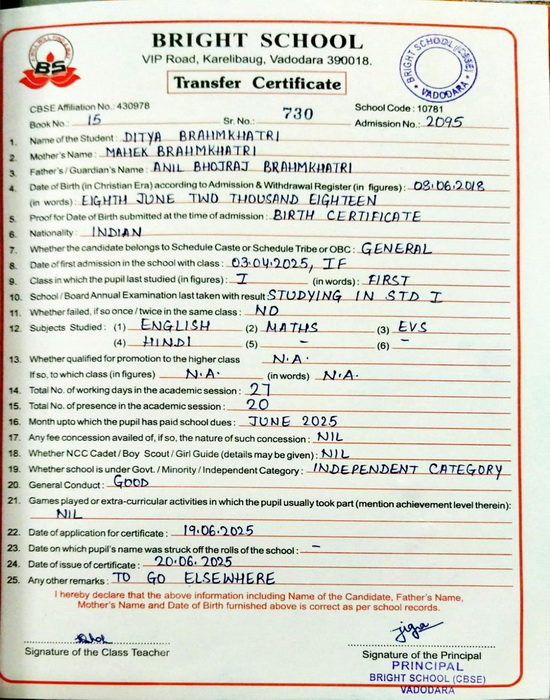 BRIGHT SCHOOL
VIP Road, Karelibaug, Vadodara 390018.
Transfer Certificate
BS
BRIGHT SCHOOL (CBSE) VADODARA
CBSE Affiliation No.: 430978 School Code : 10781
Book No.: 15 Sr. No.: 730 Admission No.: 2095
1. Name of the Student : DITYA BRAHMKHATRI
2. Mother's Name : MAHEK BRAHMKHATRI
3. Father's / Guardian's Name : ANIL BHOJRAJ BRAHMKHATRI
4. Date of Birth (in Christian Era) according to Admission & Withdrawal Register (in figures) : 08.06.2018
(in words) : EIGHTH JUNE TWO THOUSAND EIGHTEEN
5. Proof for Date of Birth submitted at the time of admission : BIRTH CERTIFICATE
6. Nationality : INDIAN
7. Whether the candidate belongs to Schedule Caste or Schedule Tribe or OBC : GENERAL
8. Date of first admission in the school with class : 03.04.2025, IF
9. Class in which the pupil last studied (in figures) : I (in words) : FIRST
10. School / Board Annual Examination last taken with result STUDYING IN STD I
11. Whether failed, if so once / twice in the same class : NO
12. Subjects Studied : (1) ENGLISH (2) MATHS (3) EVS
(4) HINDI (5) - (6) -
13. Whether qualified for promotion to the higher class N.A.
If so, to which class (in figures) N.A. (in words) N.A.
14. Total No. of working days in the academic session : 27
15. Total No. of presence in the academic session : 20
16. Month upto which the pupil has paid school dues : JUNE 2025
17. Any fee concession availed of, if so, the nature of such concession : NIL
18. Whether NCC Cadet / Boy Scout / Girl Guide (details may be given) : NIL
19. Whether school is under Govt. / Minority / Independent Category : INDEPENDENT CATEGORY
20. General Conduct : GOOD
21. Games played or extra-curricular activities in which the pupil usually took part (mention achievement level therein) :
NIL
22. Date of application for certificate : 19.06.2025
23. Date on which pupil's name was struck off the rolls of the school : -
24. Date of issue of certificate : 20.06.2025
25. Any other remarks : TO GO ELSEWHERE
I hereby declare that the above information including Name of the Candidate, Father's Name,
Mother's Name and Date of Birth furnished above is correct as per school records.
Signature of the Class Teacher Signature of the Principal
PRINCIPAL
BRIGHT SCHOOL (CBSE)
VADODARA